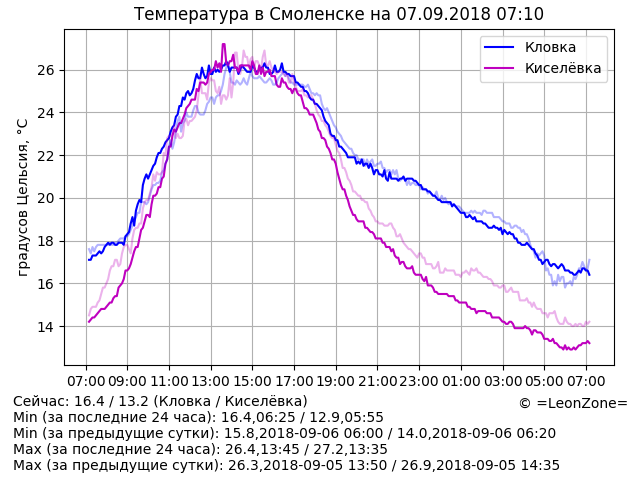 Температура в Смоленске на 07.09.2018 07:10
Кловка
Киселёвка
градусов Цельсия, °C
26
24
22
20
18
16
14
07:00 09:00 11:00 13:00 15:00 17:00 19:00 21:00 23:00 01:00 03:00 05:00 07:00
Сейчас: 16.4 / 13.2 (Кловка / Киселёвка)
© =LeonZone=
Min (за последние 24 часа): 16.4,06:25 / 12.9,05:55
Min (за предыдущие сутки): 15.8,2018-09-06 06:00 / 14.0,2018-09-06 06:20
Max (за последние 24 часа): 26.4,13:45 / 27.2,13:35
Max (за предыдущие сутки): 26.3,2018-09-05 13:50 / 26.9,2018-09-05 14:35